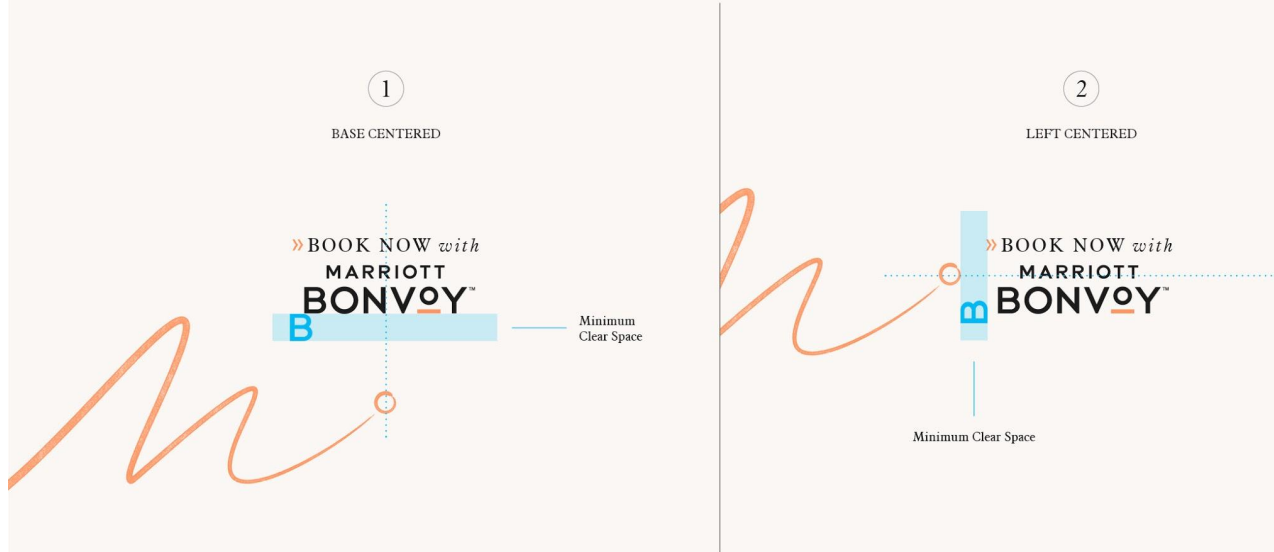 1
BASE CENTERED
» BOOK NOW with
MARRIOTT
BONVOY™
B
Minimum
Clear Space
2
LEFT CENTERED
» BOOK NOW with
MARRIOTT
BONVOY™
B
Minimum Clear Space